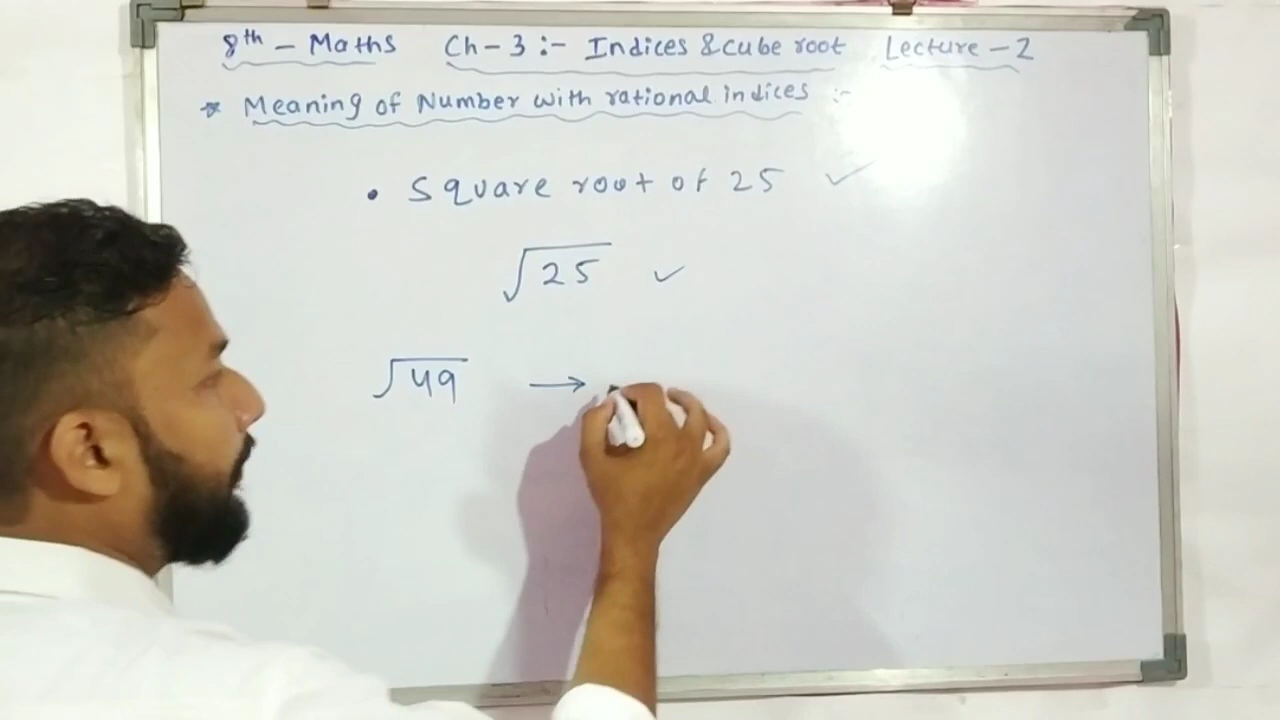 8th - Maths Ch-3 :- Indices & cube root Lecture - 2
* Meaning of Number with rational indices :-
• Square root of 25 ✓
√25 ✓
√49 →